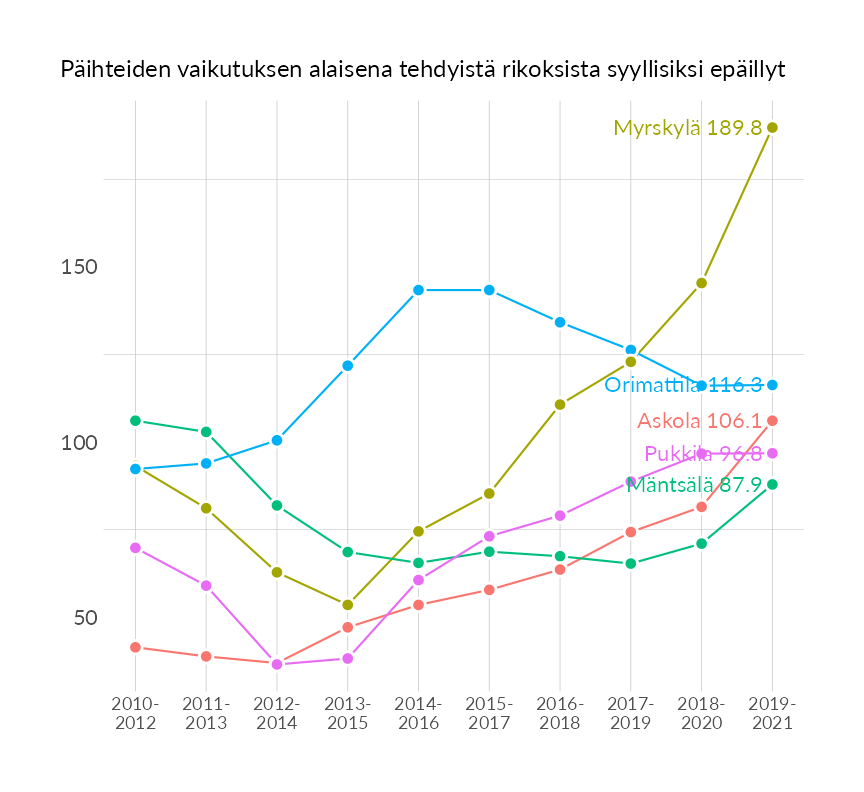 Päihteiden vaikutuksen alaisena tehdyistä rikoksista syyllisiksi epäillyt
Myrskylä 189.8
150
Orimattila 116.3
Askola 106.1
100
Pukkila 96.8
Mäntsälä 87.9
50
2010-2012
2011-2013
2012-2014
2013-2015
2014-2016
2015-2017
2016-2018
2017-2019
2018-2020
2019-2021